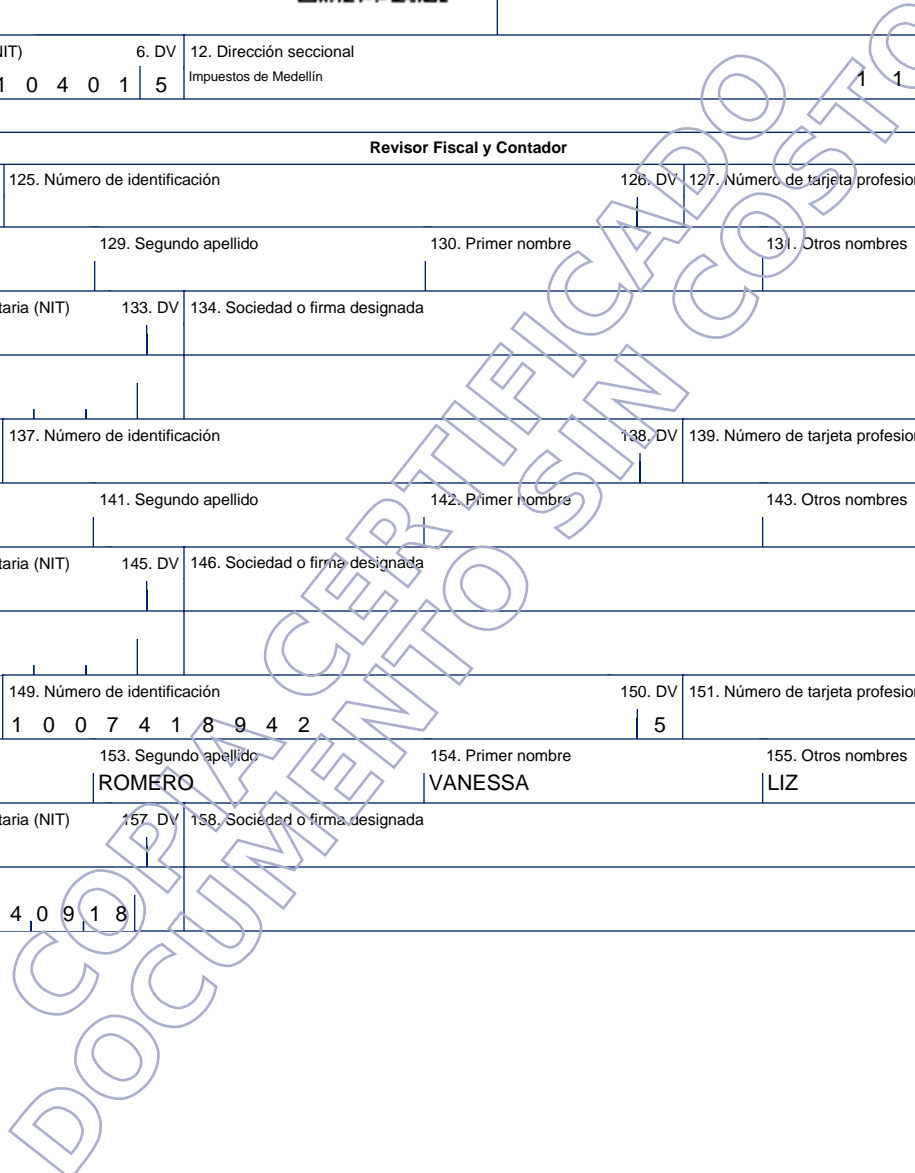 NIT) 6. DV 12. Dirección seccional
1 0 4 0 1 5 Impuestos de Medellín 1 1
Revisor Fiscal y Contador
125. Número de identificación 126. DV 127. Número de tarjeta profesion
129. Segundo apellido 130. Primer nombre 131. Otros nombres
taria (NIT) 133. DV 134. Sociedad o firma designada
137. Número de identificación 138. DV 139. Número de tarjeta profesion
141. Segundo apellido 142. Primer nombre 143. Otros nombres
taria (NIT) 145. DV 146. Sociedad o firma designada
149. Número de identificación 150. DV 151. Número de tarjeta profesion
1 0 0 7 4 1 8 9 4 2 5
153. Segundo apellido 154. Primer nombre 155. Otros nombres
ROMERO VANESSA LIZ
taria (NIT) 157. DV 158. Sociedad o firma designada
4 0 9 1 8
COPIA CERTIFICADO
DOCUMENTO SIN COSTO